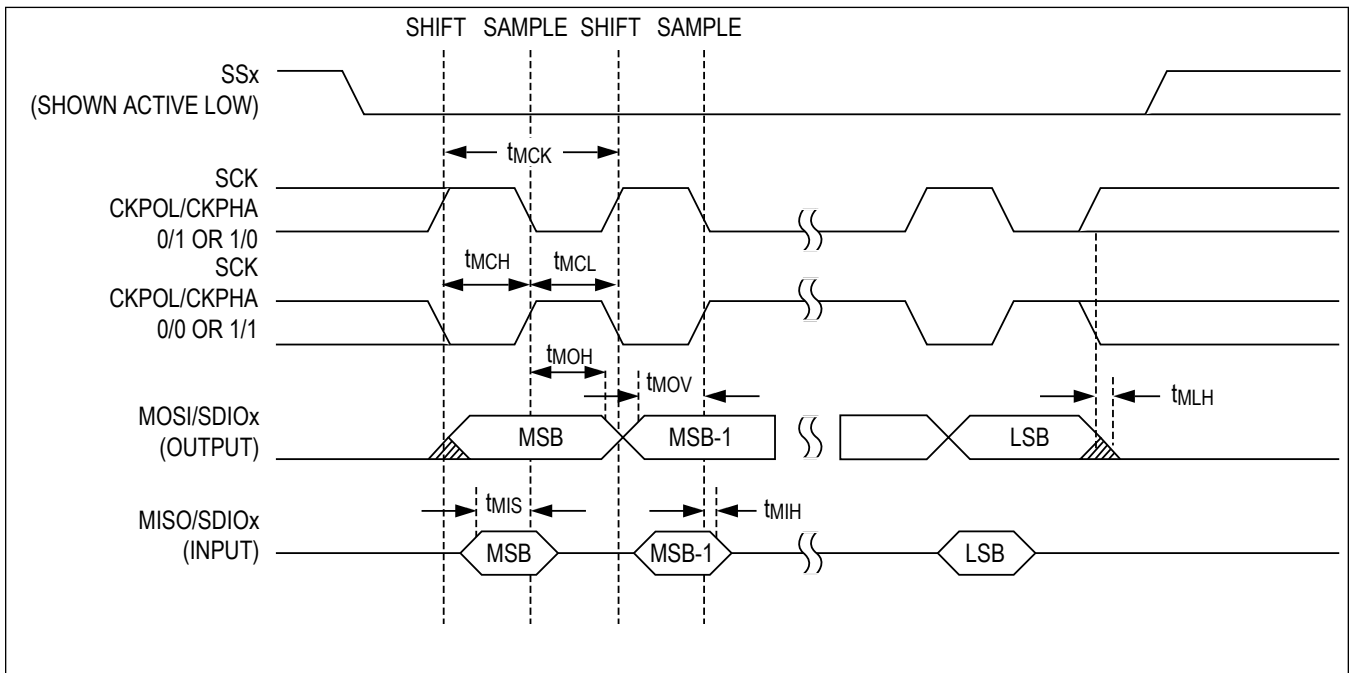 SHIFT SAMPLE SHIFT SAMPLE
SSx
(SHOWN ACTIVE LOW)
tMCK
SCK
CKPOL/CKPHA
0/1 OR 1/0
tMCH tMCL
SCK
CKPOL/CKPHA
0/0 OR 1/1
tMOH
tMOV
tMLH
MOSI/SDIOx
(OUTPUT)
MSB MSB-1 LSB
tMIS
tMIH
MISO/SDIOx
(INPUT)
MSB MSB-1 LSB